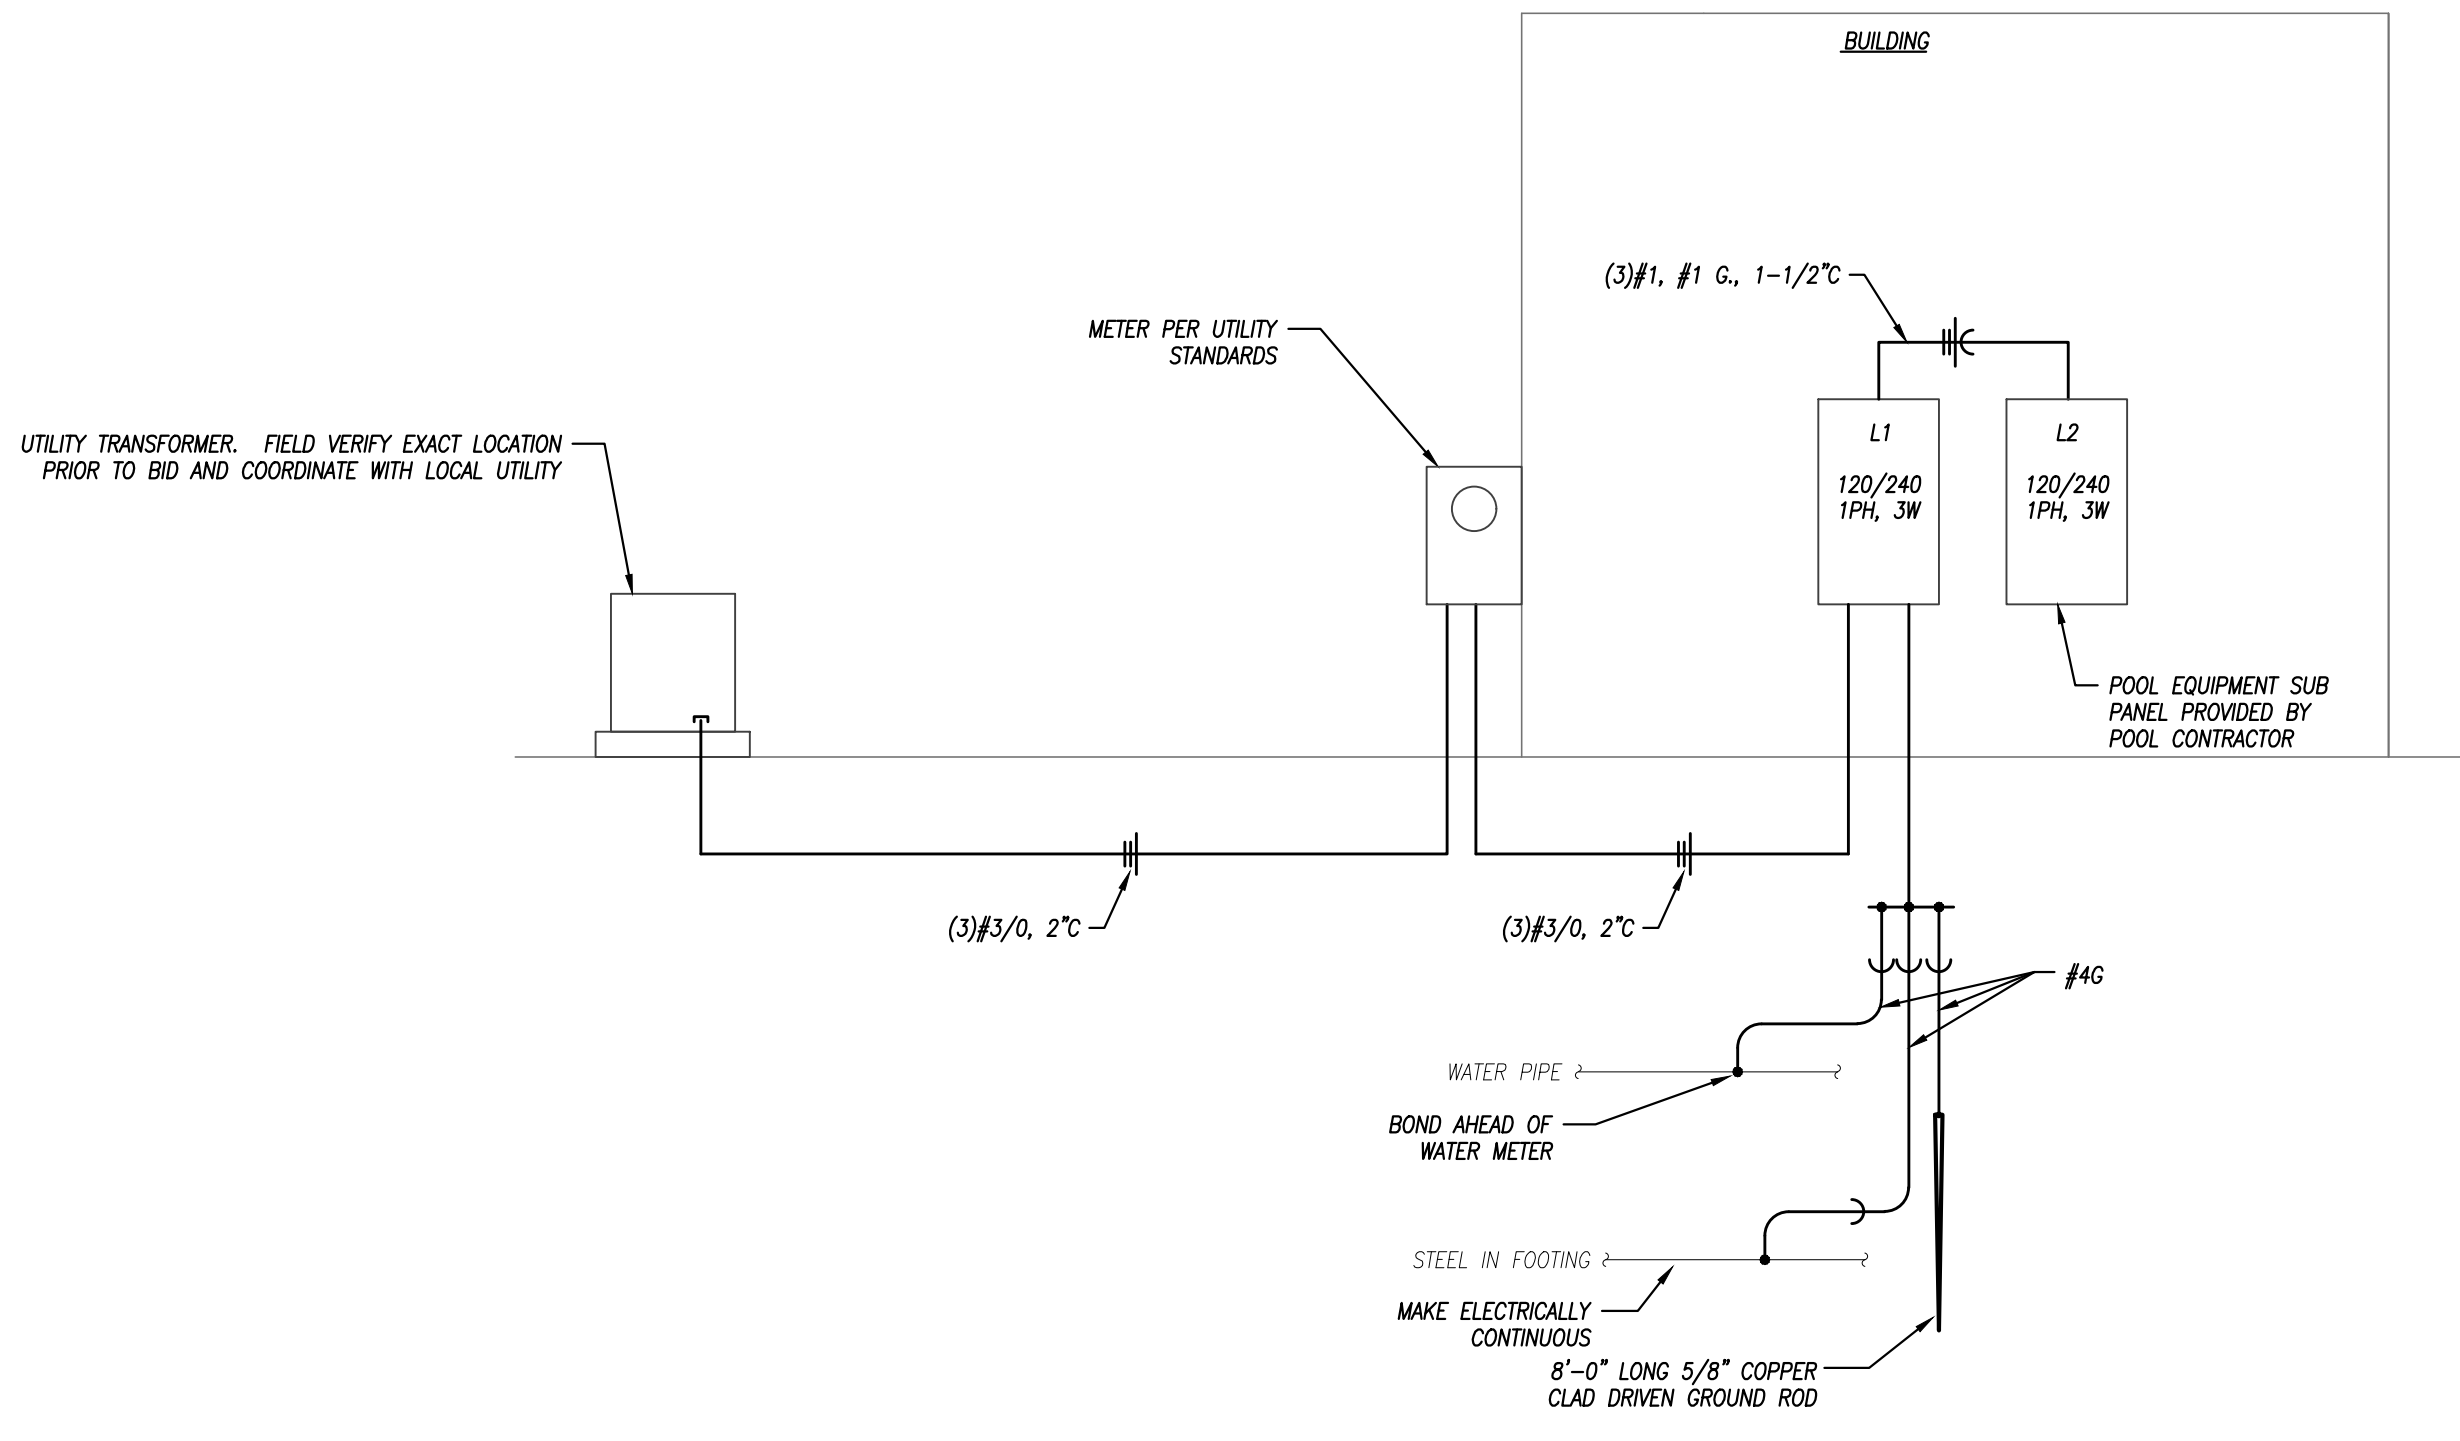 BUILDING
(3)#1, #1 G., 1-1/2"C
METER PER UTILITY
STANDARDS
UTILITY TRANSFORMER. FIELD VERIFY EXACT LOCATION
PRIOR TO BID AND COORDINATE WITH LOCAL UTILITY
L1
120/240
1PH, 3W
L2
120/240
1PH, 3W
POOL EQUIPMENT SUB
PANEL PROVIDED BY
POOL CONTRACTOR
(3)#3/0, 2"C
(3)#3/0, 2"C
#4G
WATER PIPE
BOND AHEAD OF
WATER METER
STEEL IN FOOTING
MAKE ELECTRICALLY
CONTINUOUS
8'-0" LONG 5/8" COPPER
CLAD DRIVEN GROUND ROD